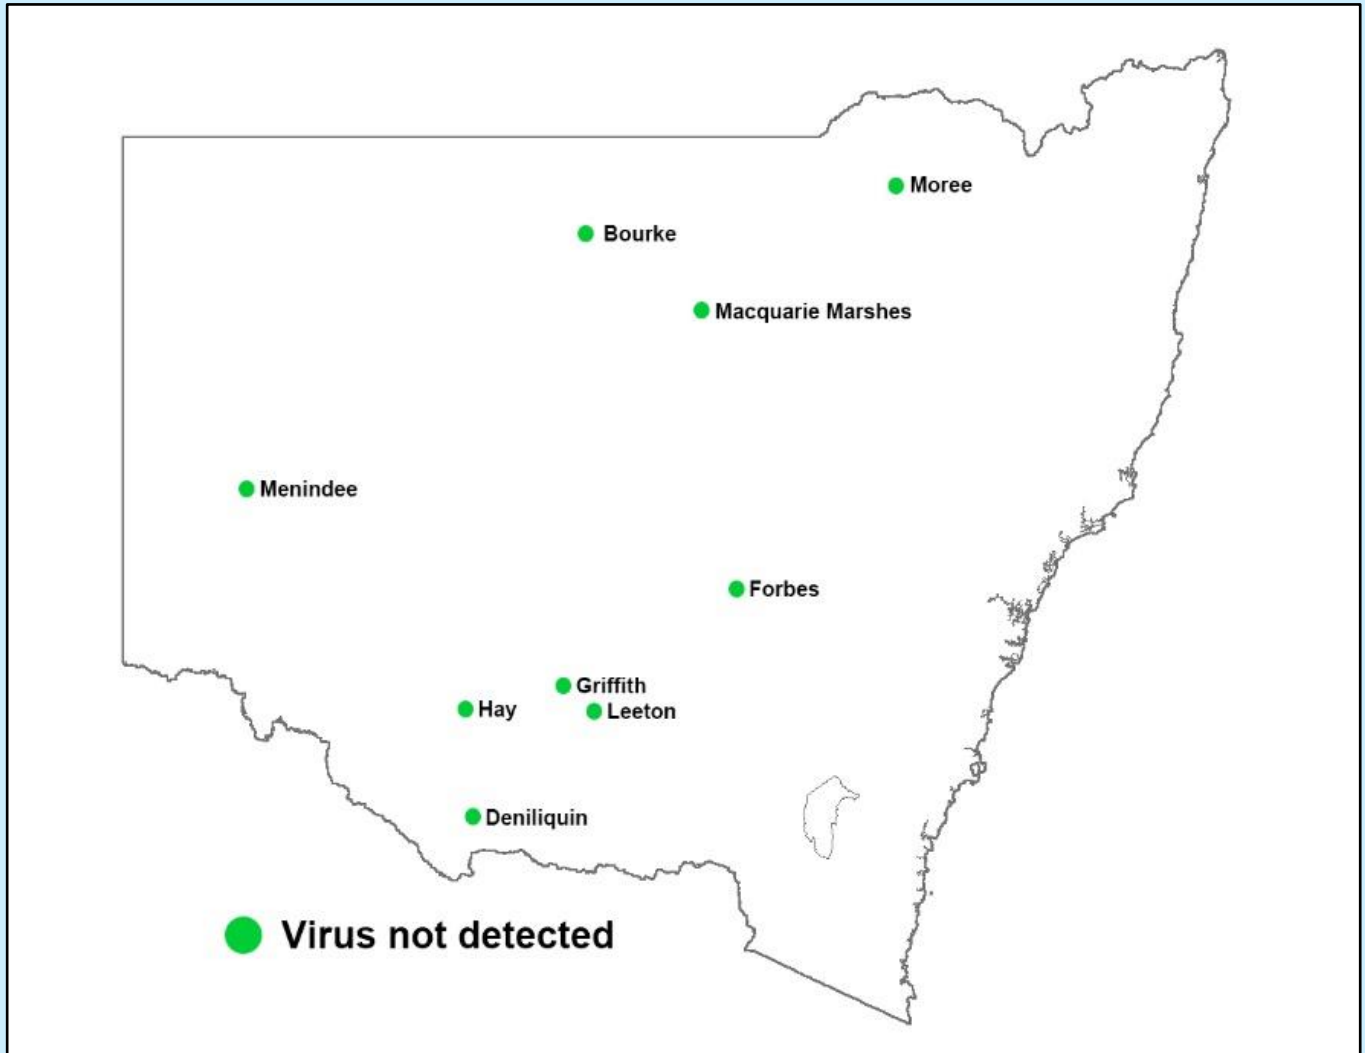 Moree
Bourke
Macquarie Marshes
Menindee
Forbes
Griffith
Hay
Leeton
Deniliquin
Virus not detected